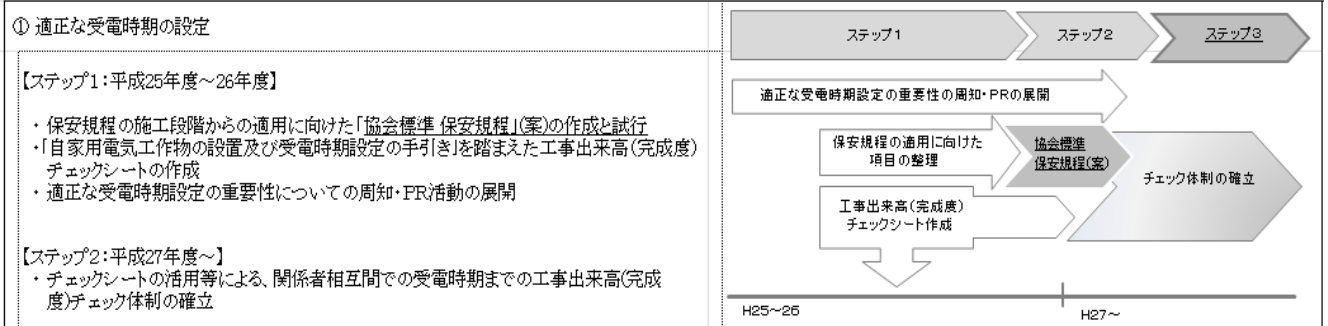 ① 適正な受電時期の設定
【ステップ1:平成25年度～26年度】
・ 保安規程の施工段階からの適用に向けた「協会標準 保安規程」(案)の作成と試行
・「自家用電気工作物の設置及び受電時期設定の手引き」を踏まえた工事出来高(完成度)
チェックシートの作成
・ 適正な受電時期設定の重要性についての周知・PR活動の展開
【ステップ2:平成27年度～】
・ チェックシートの活用等による、関係者相互間での受電時期までの工事出来高(完成
度)チェック体制の確立
ステップ1
ステップ2
ステップ3
適正な受電時期設定の重要性の周知・PRの展開
保安規程の適用に向けた
項目の整理
協会標準
保安規程(案)
チェック体制の確立
工事出来高(完成度)
チェックシート作成
H25～26
H27～